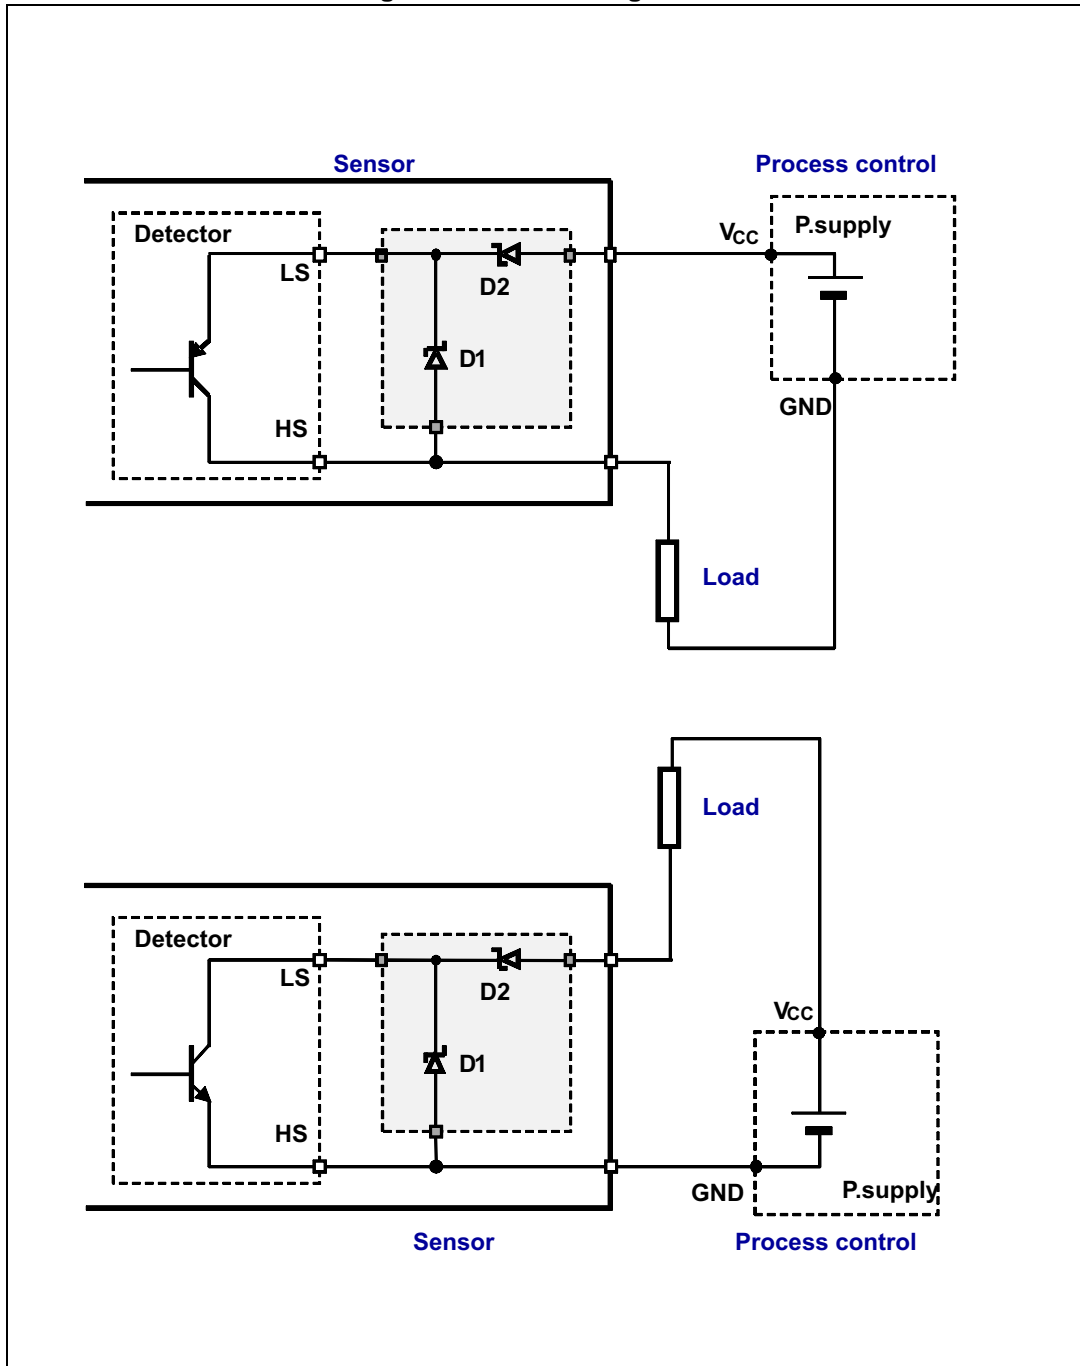 Sensor
Process control
Detector
LS
D2
D1
HS
VCC
P.supply
GND
Load
Load
Detector
LS
D2
D1
HS
VCC
GND
P.supply
Sensor
Process control